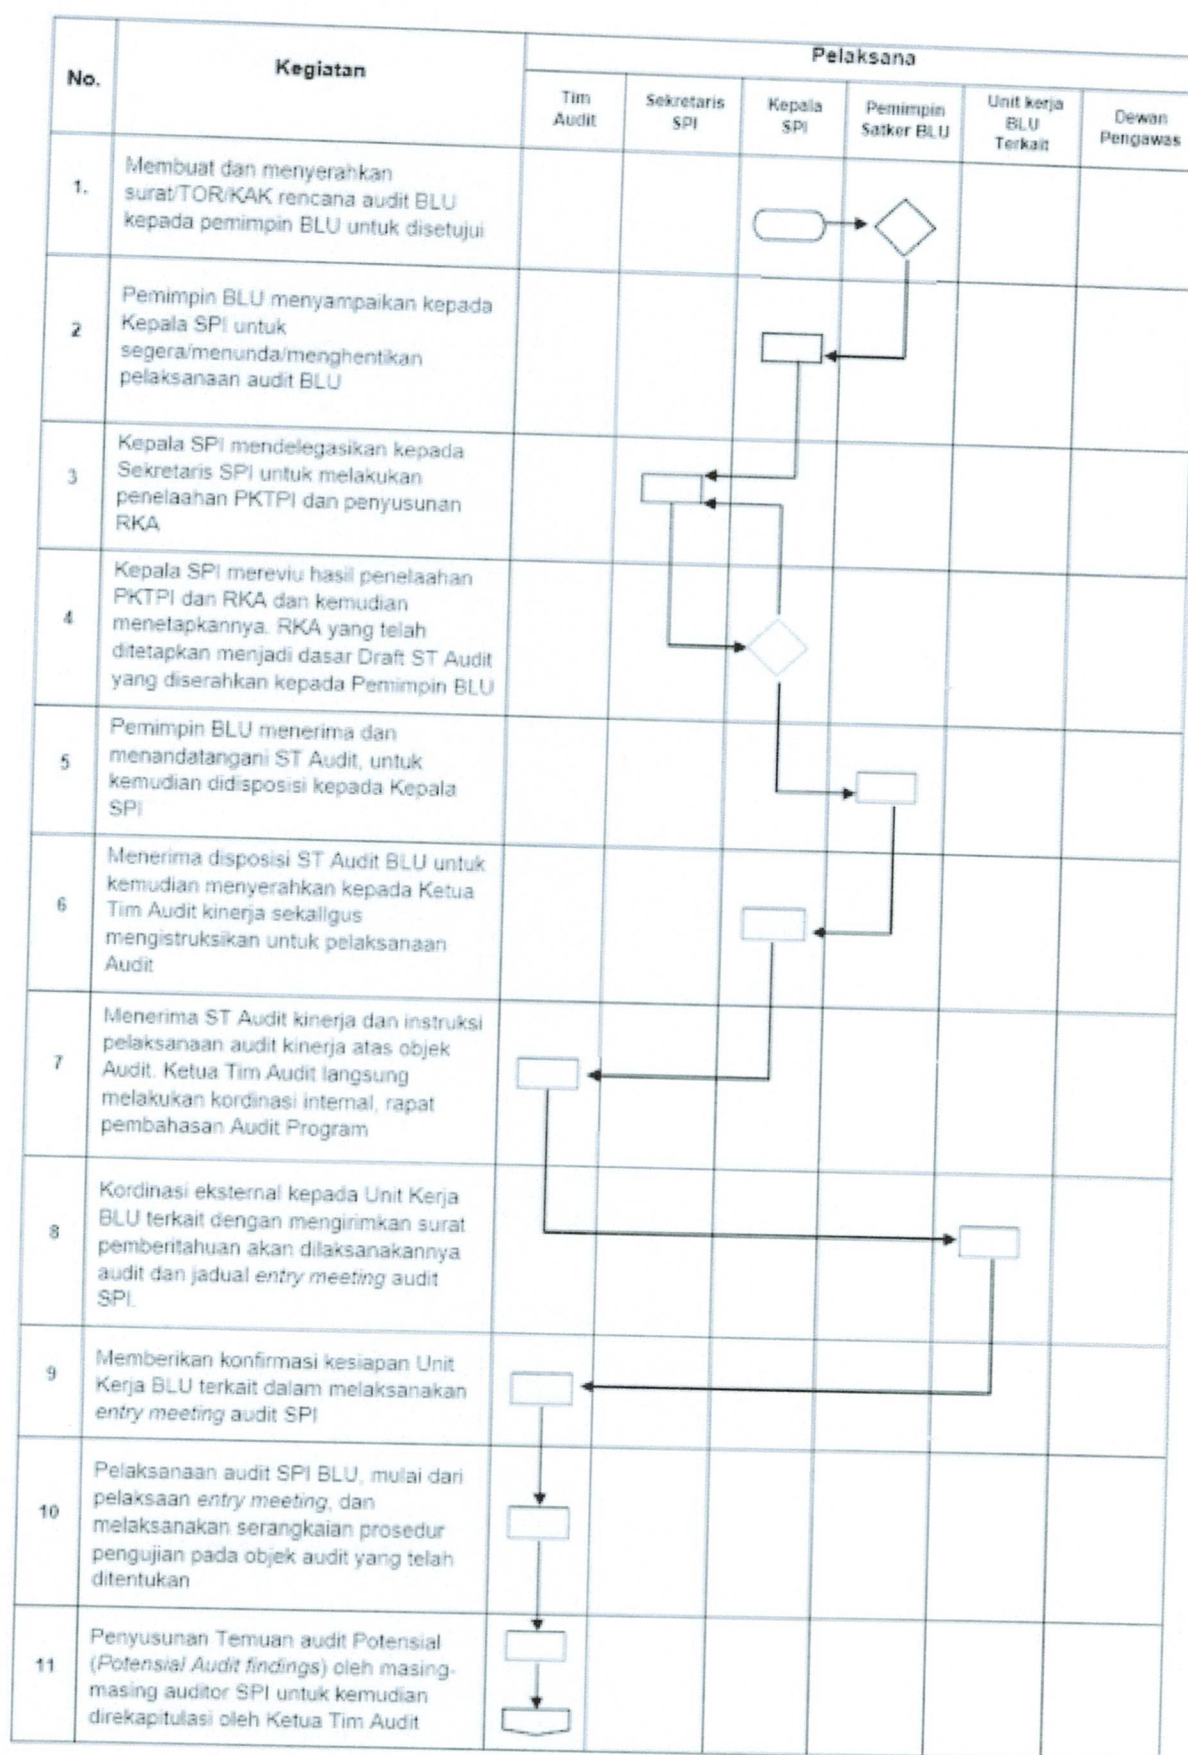 No.
Kegiatan
Pelaksana
Tim
Audit
Sekretaris
SPI
Kepala
SPI
Pemimpin
Satker BLU
Unit kerja
BLU
Terkait
Dewan
Pengawas
1.
Membuat dan menyerahkan
surat/TOR/KAK rencana audit BLU
kepada pemimpin BLU untuk disetujui
2
Pemimpin BLU menyampaikan kepada
Kepala SPI untuk
segera/menunda/menghentikan
pelaksanaan audit BLU
3
Kepala SPI mendelegasikan kepada
Sekretaris SPI untuk melakukan
penelaahan PKTPI dan penyusunan
RKA
4
Kepala SPI mereviu hasil penelaahan
PKTPI dan RKA dan kemudian
menetapkannya. RKA yang telah
ditetapkan menjadi dasar Draft ST Audit
yang diserahkan kepada Pemimpin BLU
5
Pemimpin BLU menerima dan
menandatangani ST Audit, untuk
kemudian didisposisi kepada Kepala
SPI
6
Menerima disposisi ST Audit BLU untuk
kemudian menyerahkan kepada Ketua
Tim Audit kinerja sekallgus
mengistruksikan untuk pelaksanaan
Audit
7
Menerima ST Audit kinerja dan instruksi
pelaksanaan audit kinerja atas objek
Audit. Ketua Tim Audit langsung
melakukan kordinasi internal, rapat
pembahasan Audit Program
8
Kordinasi eksternal kepada Unit Kerja
BLU terkait dengan mengirimkan surat
pemberitahuan akan dilaksanakannya
audit dan jadual entry meeting audit
SPI.
9
Memberikan konfirmasi kesiapan Unit
Kerja BLU terkait dalam melaksanakan
entry meeting audit SPI
10
Pelaksanaan audit SPI BLU, mulai dari
pelaksaan entry meeting, dan
melaksanakan serangkaian prosedur
pengujian pada objek audit yang telah
ditentukan
11
Penyusunan Temuan audit Potensial
(Potensial Audit findings) oleh masing-
masing auditor SPI untuk kemudian
direkapitulasi oleh Ketua Tim Audit